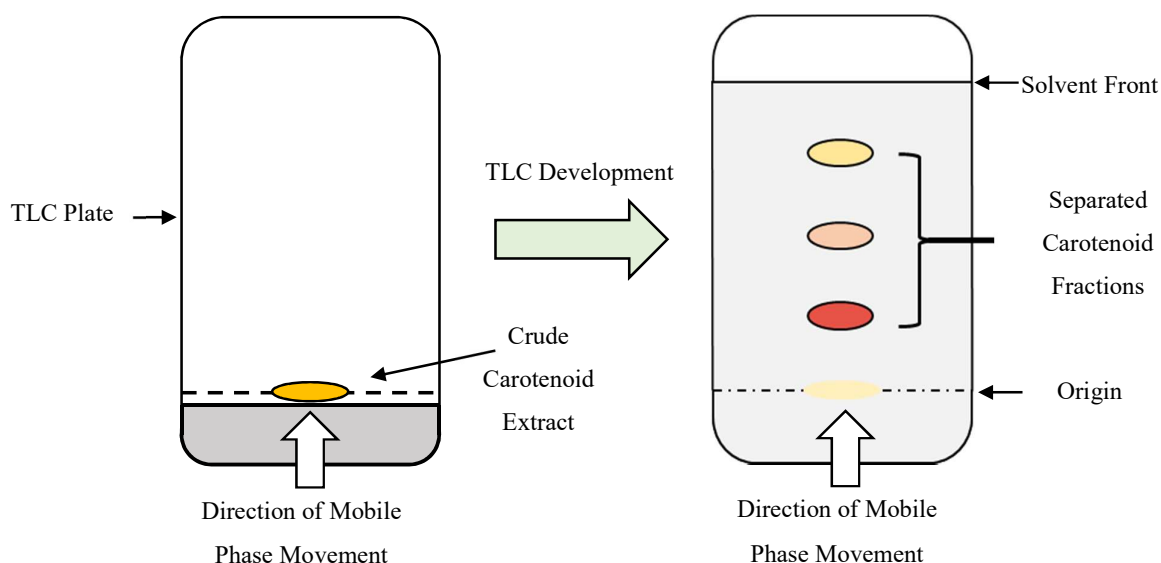 TLC Plate
Crude
Carotenoid
Extract
Direction of Mobile
Phase Movement
TLC Development
Solvent Front
Separated
Carotenoid
Fractions
Origin
Direction of Mobile
Phase Movement